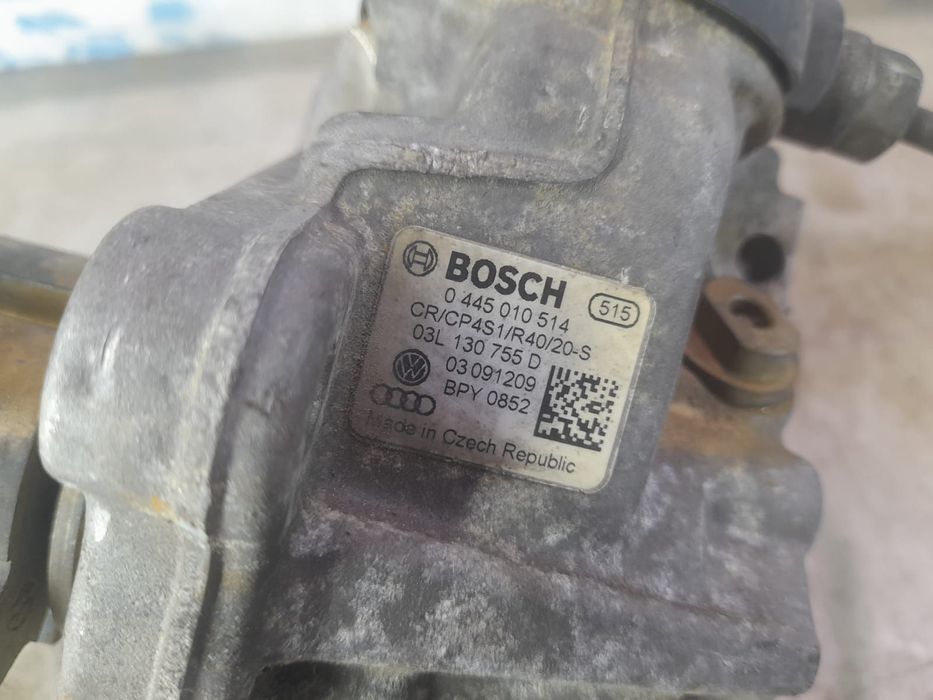 BOSCH
0 445 010 514
515
CR/CP4S1/R40/20-S
03L 130 755 D
03 091209
BPY 0852
Made in Czech Republic